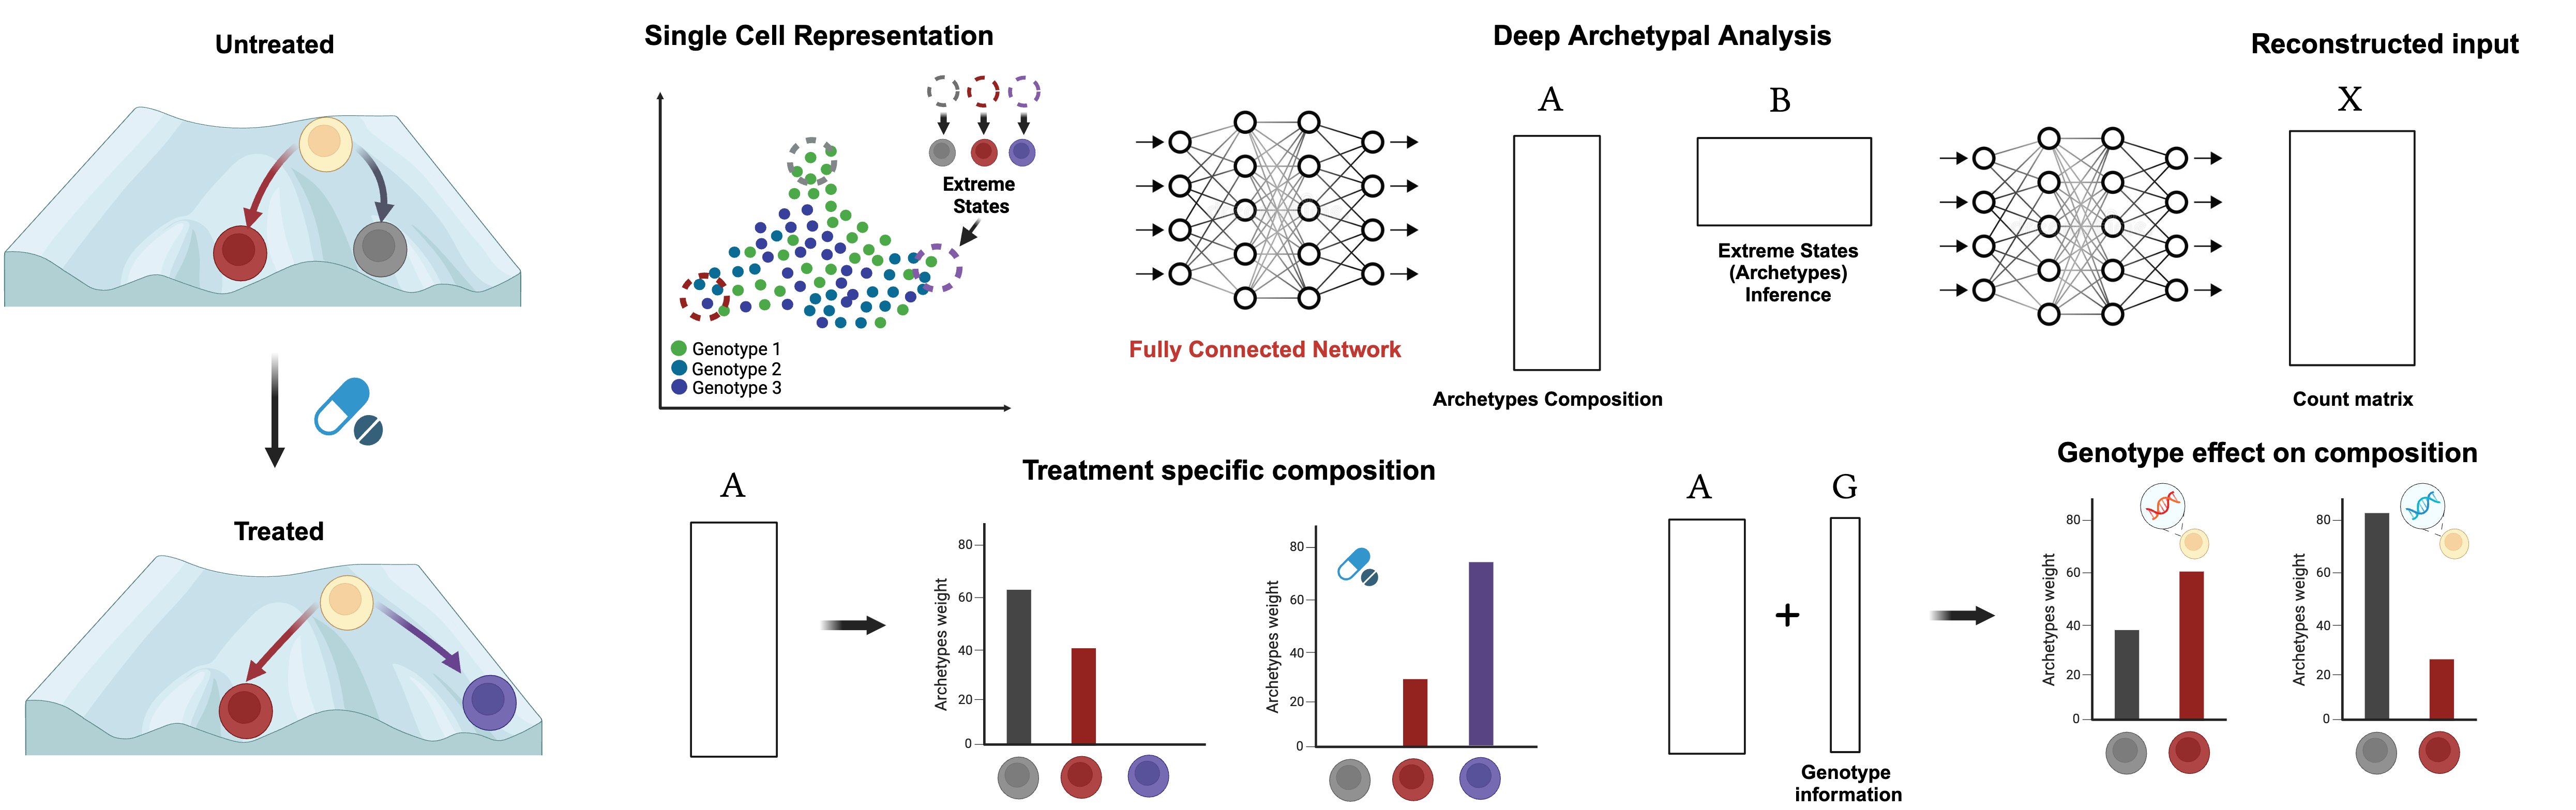 Untreated
Treated
Single Cell Representation
Extreme
States
Genotype 1
Genotype 2
Genotype 3
Fully Connected Network
Deep Archetypal Analysis
A
Archetypes Composition
B
Extreme States
(Archetypes)
Inference
Reconstructed input
X
Count matrix
A
Treatment specific composition
Archetypes weight
80
60
40
20
0
Archetypes weight
80
60
40
20
0
A
G
+
Genotype
information
Genotype effect on composition
Archetypes weight
80
60
40
20
0
Archetypes weight
80
60
40
20
0